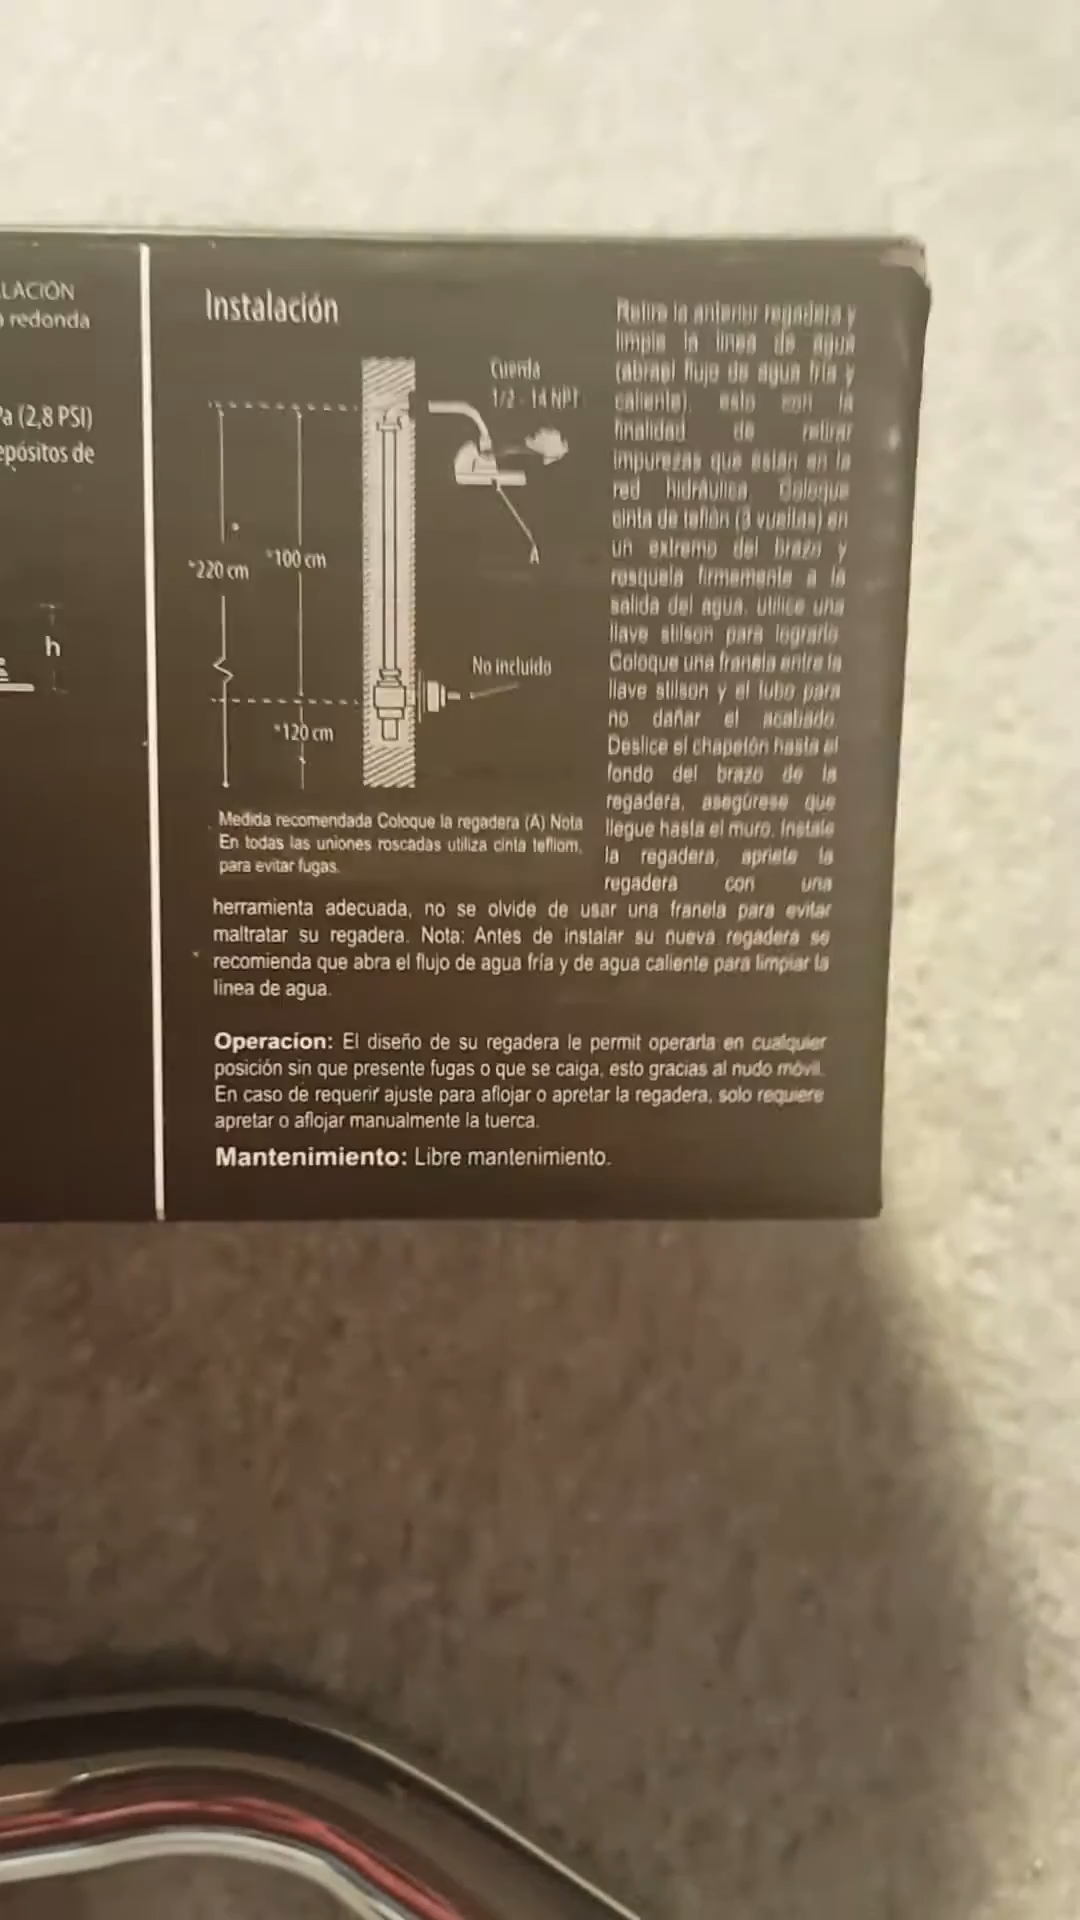 LACIÓN
redonda
a (2,8 PSI)
epósitos de
h
Instalación
Cuerda
1/2 - 14 NPT
*220 cm
*100 cm
A
No incluido
*120 cm
Medida recomendada Coloque la regadera (A) Nota
En todas las uniones roscadas utiliza cinta tefliom,
para evitar fugas.
Retire la anterior regadera y
limpie la linea de agua
(abrael flujo de agua fría y
caliente), esto con la
finalidad de retirar
impurezas que están en la
red hidráulica. Coloque
cinta de teflón (3 vueltas) en
un extremo del brazo y
rosquela firmemente a la
salida del agua, utilice una
llave stilson para lograrlo
Coloque una franela entre la
llave stilson y el tubo para
no dañar el acabado
Deslice el chapetón hasta el
fondo del brazo de la
regadera, asegúrese que
llegue hasta el muro. Instale
la regadera, apriete la
regadera con una
herramienta adecuada, no se olvide de usar una franela para evitar
maltratar su regadera. Nota: Antes de instalar su nueva regadera se
recomienda que abra el flujo de agua fría y de agua caliente para limpiar la
linea de agua.
Operacíon: El diseño de su regadera le permit operarla en cualquier
posición sin que presente fugas o que se caiga, esto gracias al nudo móvil.
En caso de requerir ajuste para aflojar o apretar la regadera, solo requiere
apretar o aflojar manualmente la tuerca.
Mantenimiento: Libre mantenimiento.